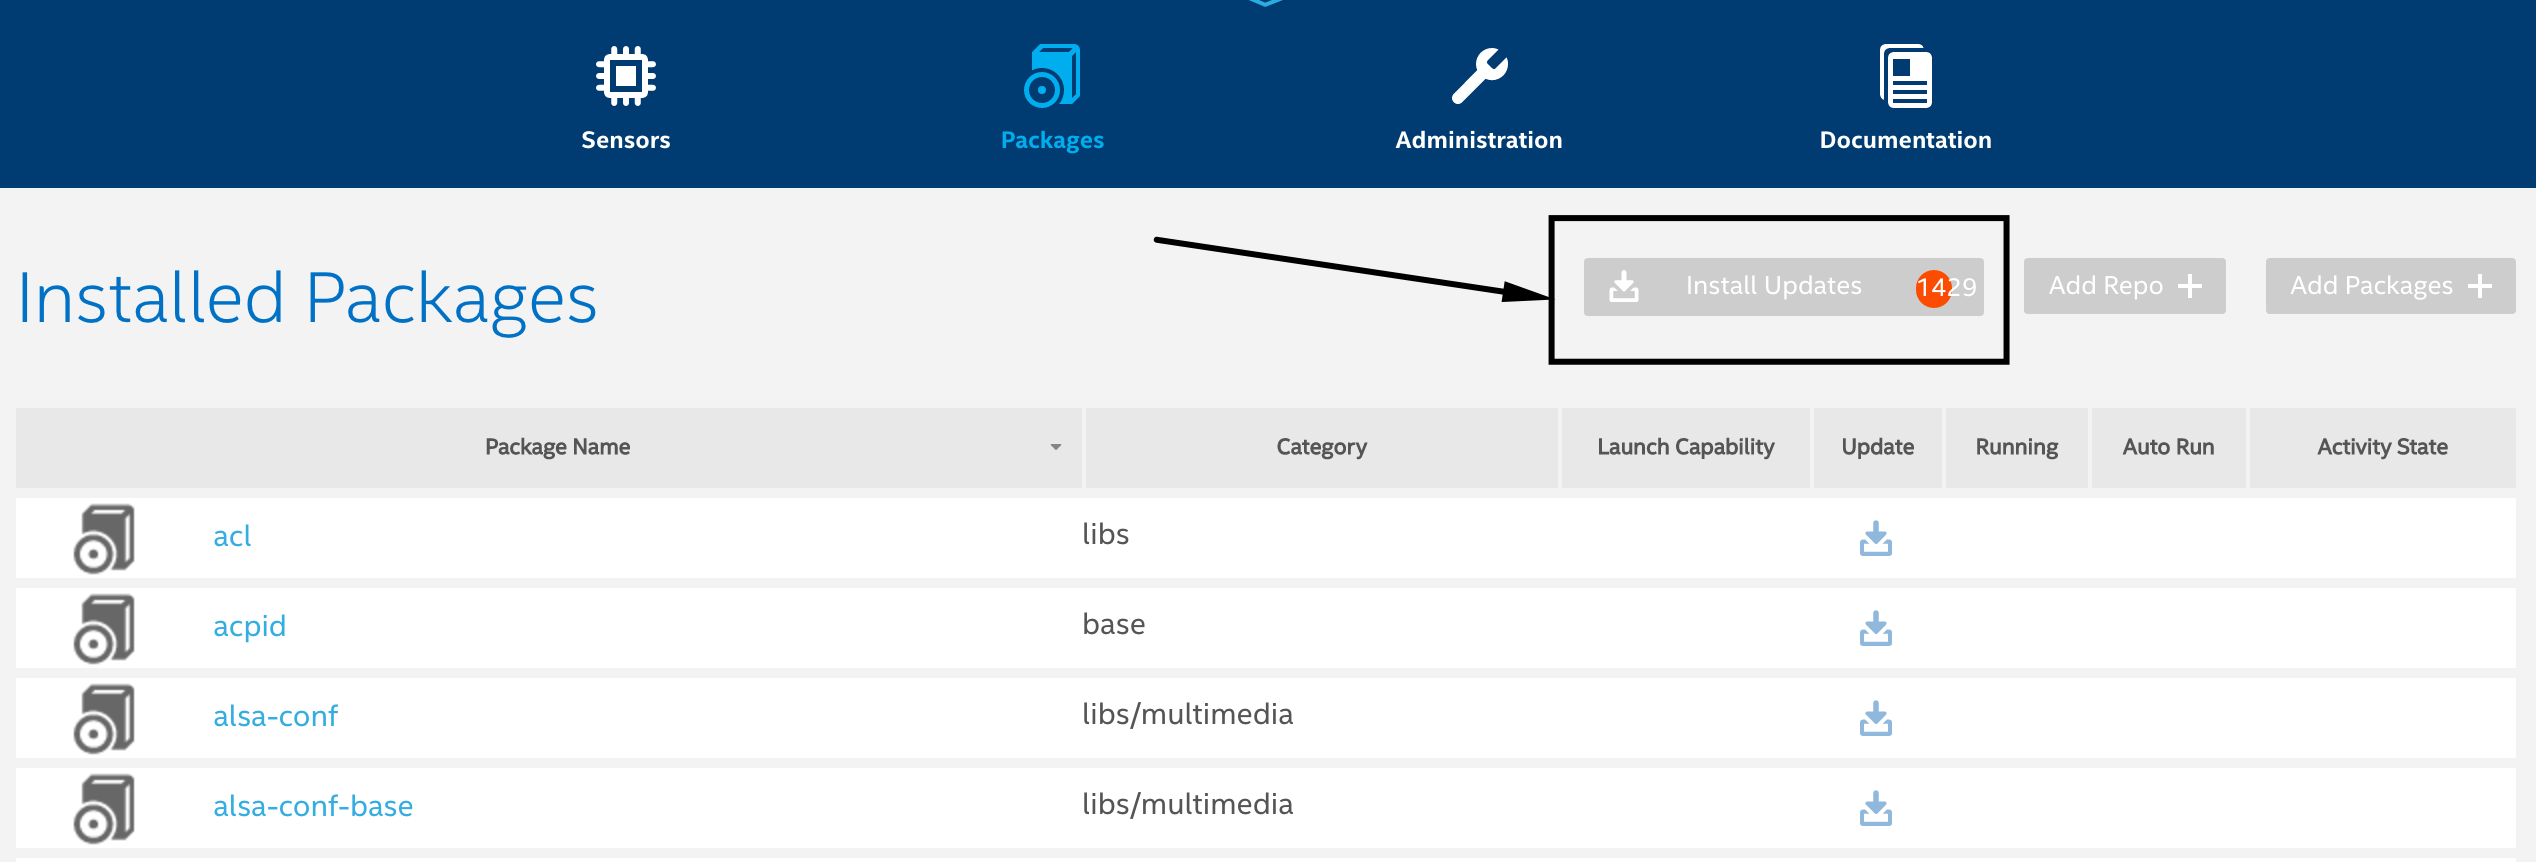 Sensors Packages Administration Documentation
Installed Packages Install Updates 1429 Add Repo Add Packages
Package Name Category Launch Capability Update Running Auto Run Activity State
acl libs
acpid base
alsa-conf libs/multimedia
alsa-conf-base libs/multimedia